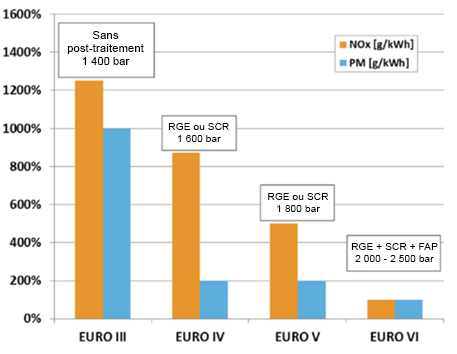 1600%
1400%
1200%
1000%
800%
600%
400%
200%
0%
Sans
post-traitement
1 400 bar
NOx [g/kWh]
PM [g/kWh]
RGE ou SCR
1 600 bar
RGE ou SCR
1 800 bar
RGE + SCR + FAP
2 000 - 2 500 bar
EURO III
EURO IV
EURO V
EURO VI